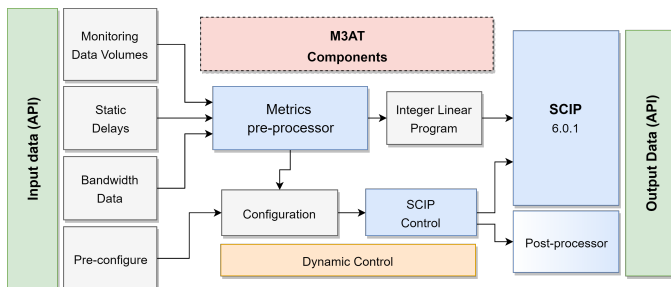 Input data (API)
Monitoring
Data Volumes
Static
Delays
Bandwidth
Data
Pre-configure
M3AT
Components
Metrics
pre-processor
Integer Linear
Program
Configuration
SCIP
Control
Dynamic Control
SCIP
6.0.1
Post-processor
Output Data (API)